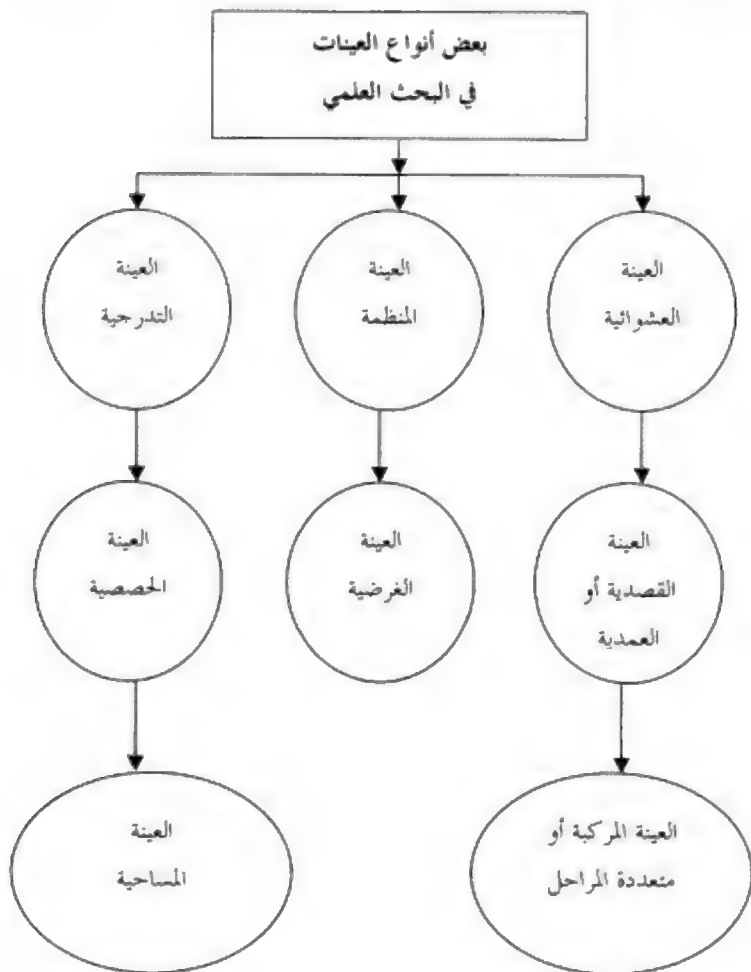 بعض أنواع العينات
في البحث العلمي
العينة
العشوائية
العينة
المنظمة
العينة
التدرجية
العينة
القصدية أو
العمدية
العينة
الغرضية
العينة
الحصصية
العينة المركبة أو
متعددة المراحل
العينة
المساحية